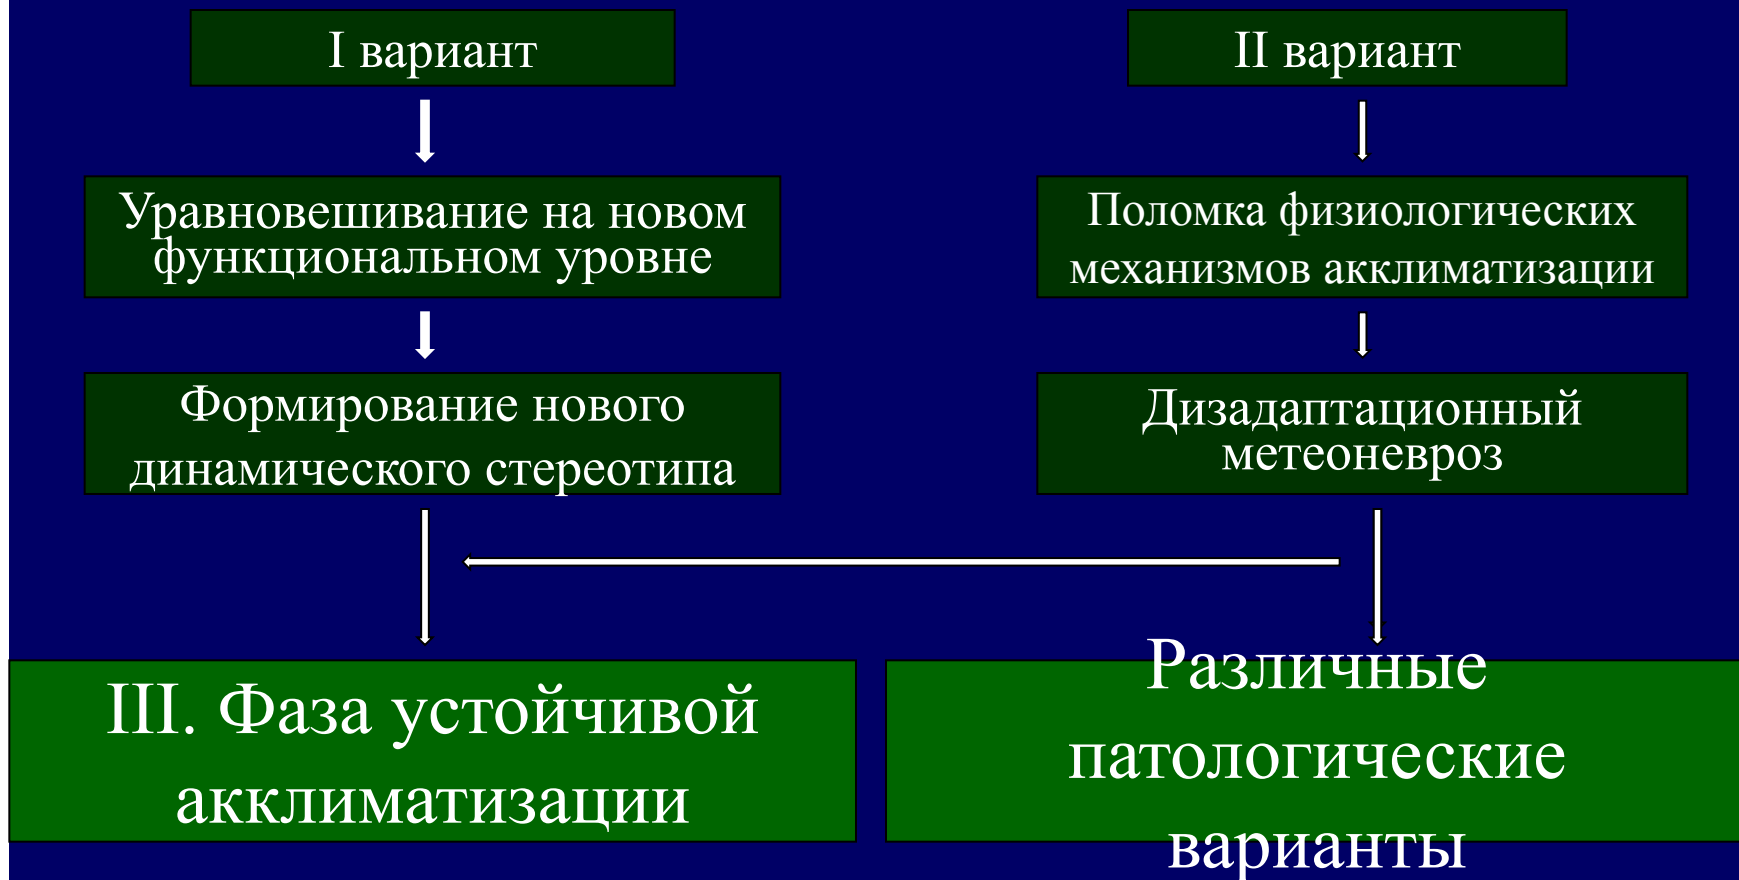 I вариант
II вариант
Уравновешивание на новом
функциональном уровне
Поломка физиологических
механизмов акклиматизации
Формирование нового
динамического стереотипа
Дизадаптационный
метеоневроз
III. Фаза устойчивой
акклиматизации
Различные
патологические
варианты